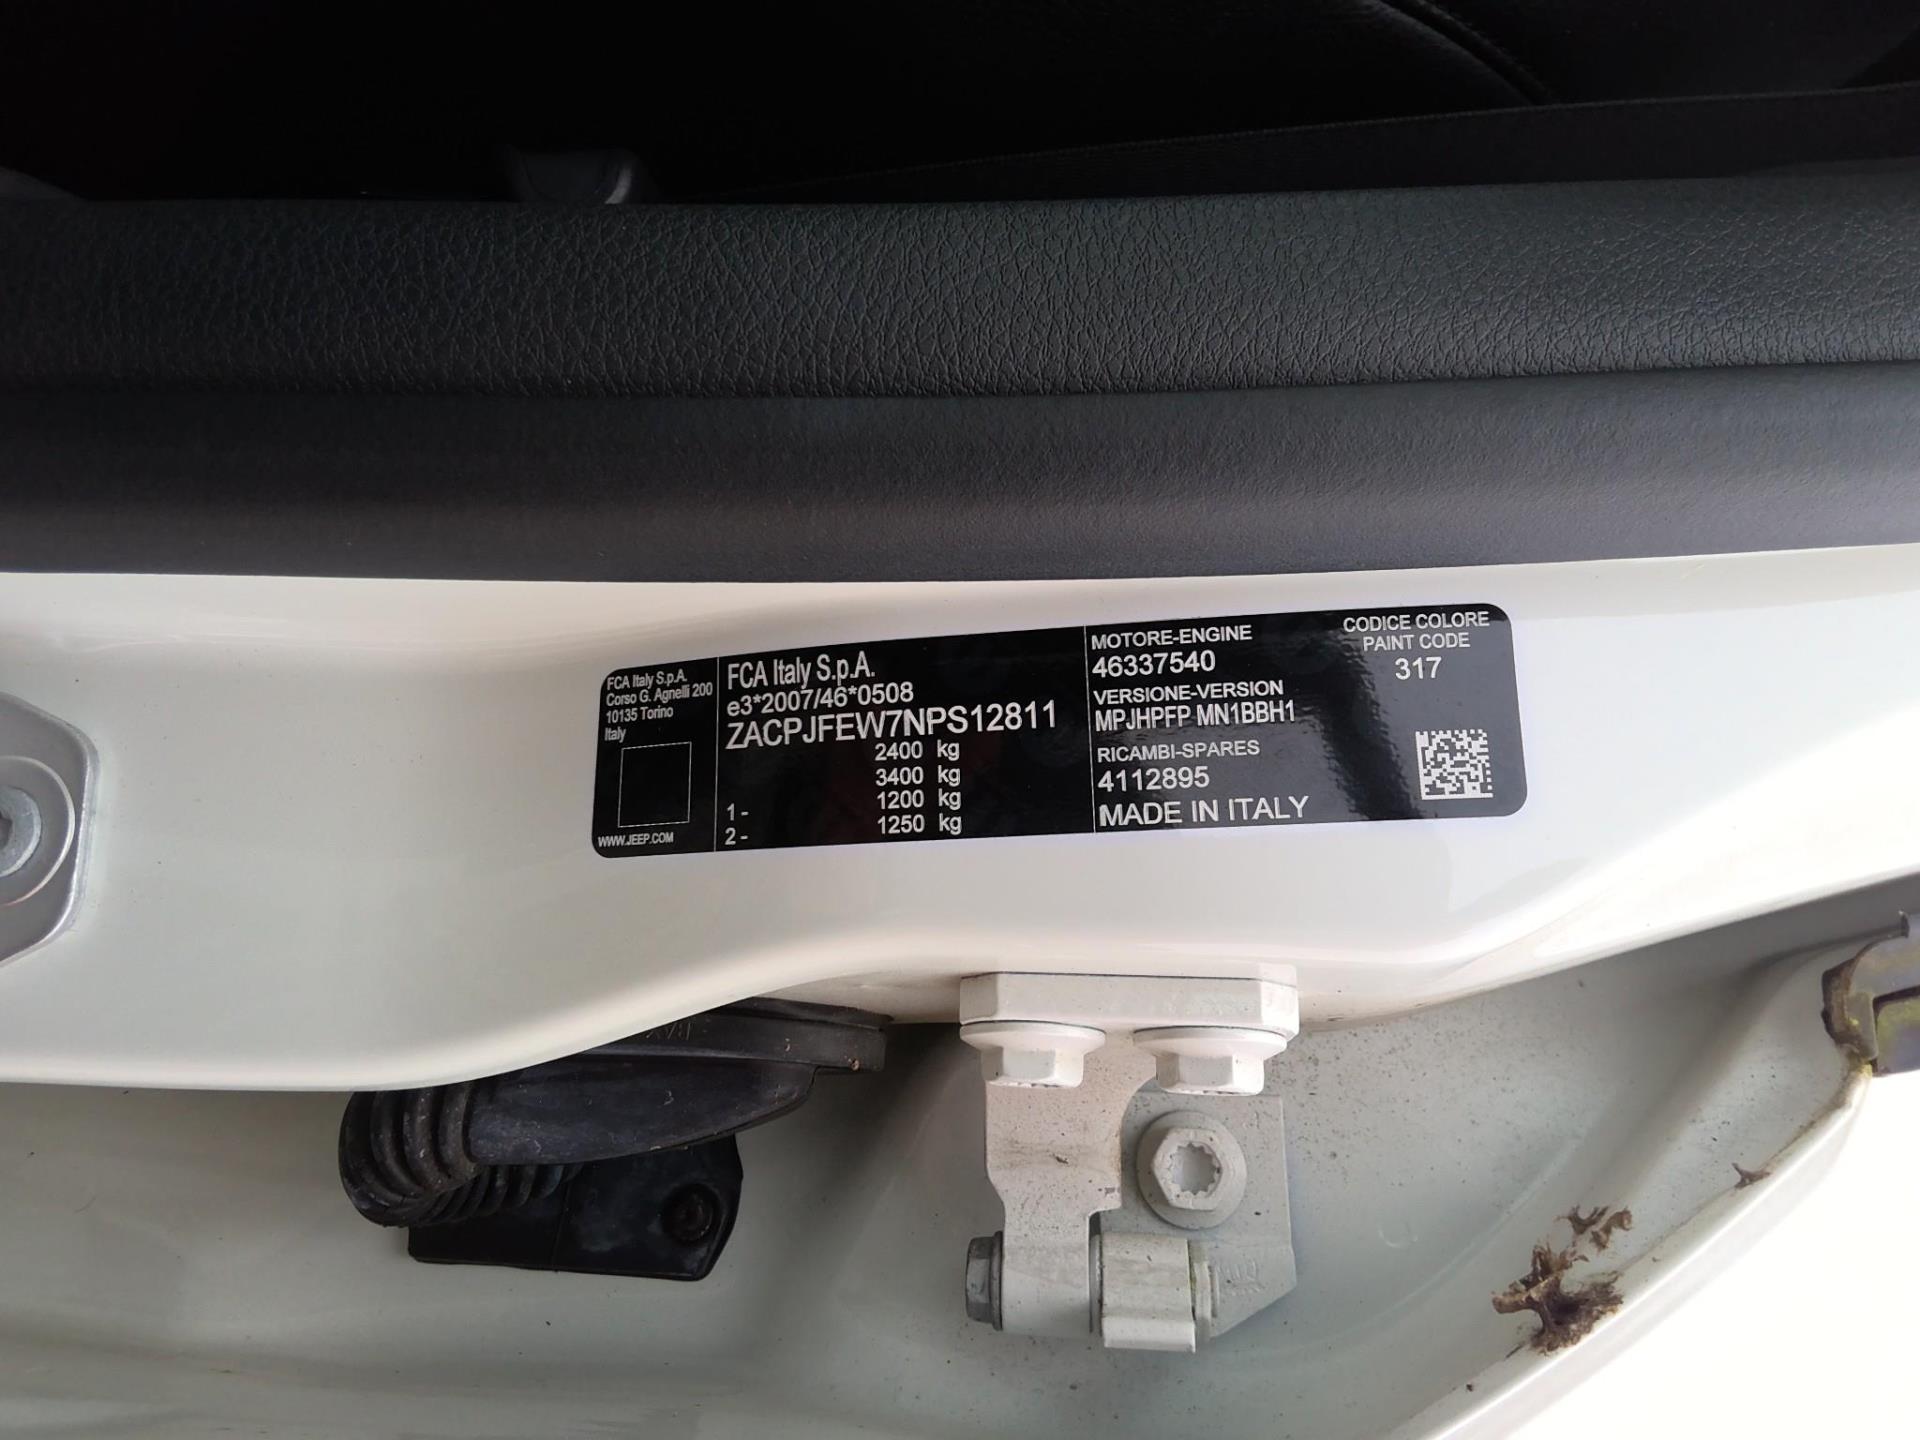 FCA Italy S.p.A.
Corso G. Agnelli 200
10135 Torino
Italy
WWW.JEEP.COM
FCA Italy S.p.A.
e3*2007/46*0508
ZACPJFEW7NPS12811
2400 kg
3400 kg
1 - 1200 kg
2 - 1250 kg
MOTORE-ENGINE
46337540
VERSIONE-VERSION
MPJHPFP MN1BBH1
RICAMBI-SPARES
4112895
MADE IN ITALY
CODICE COLORE
PAINT CODE
317